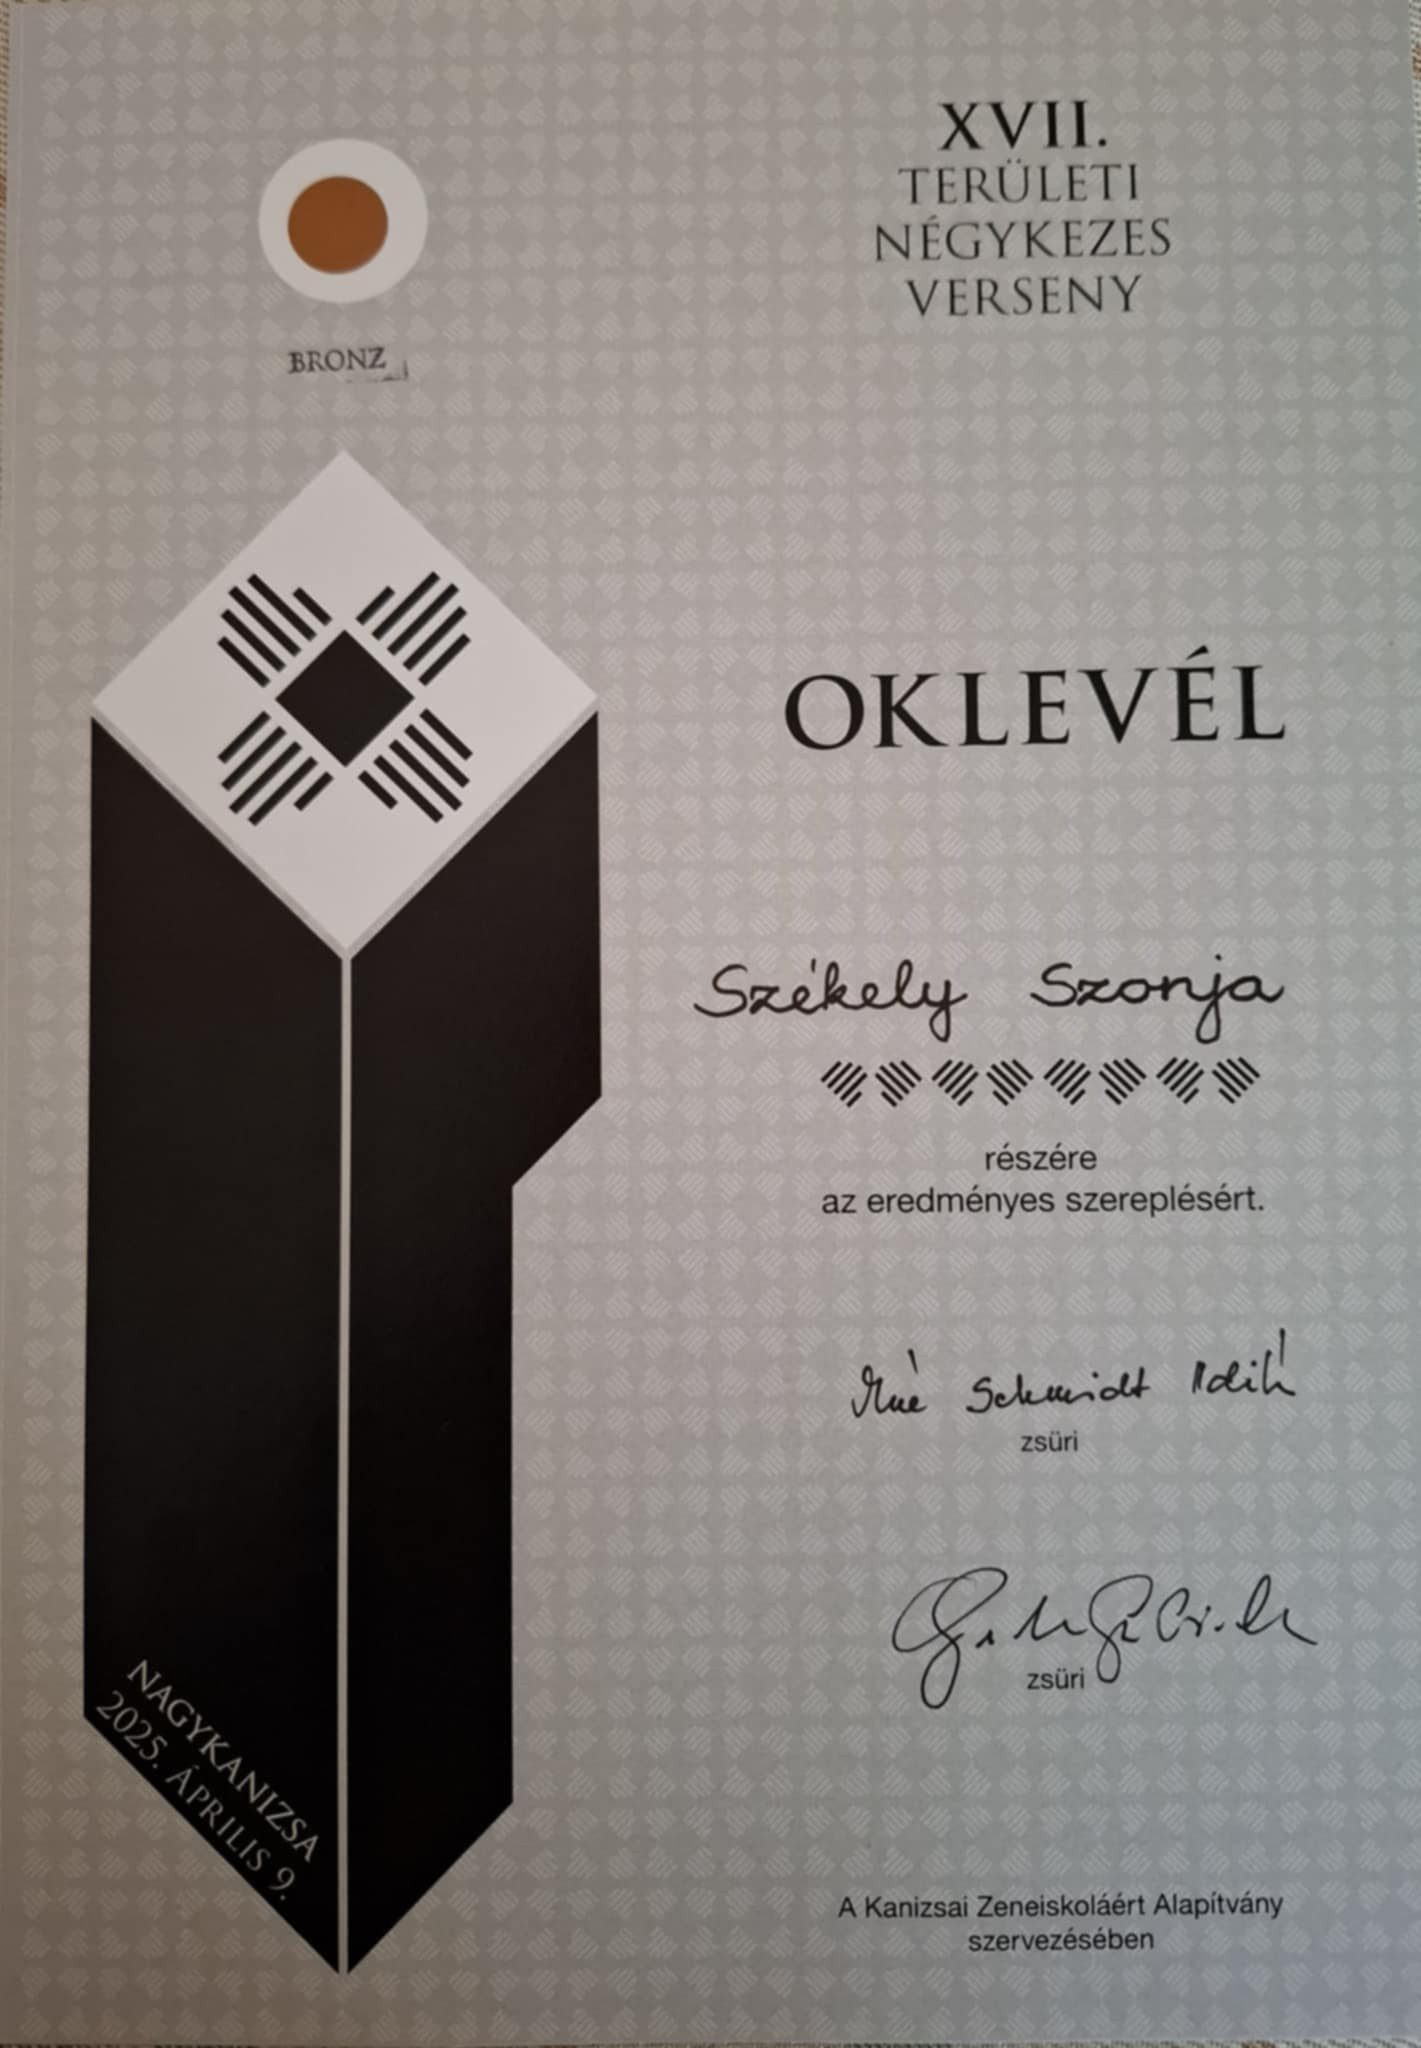 BRONZ
XVII.
TERÜLETI
NÉGYKEZES
VERSENY
OKLEVÉL
Székely Szonja
részére
az eredményes szereplésért.
Schmidt Ildikó
zsüri
zsüri
NAGYKANIZSA
2025. ÁPRILIS 9.
A Kanizsai Zeneiskoláért Alapítvány
szervezésében